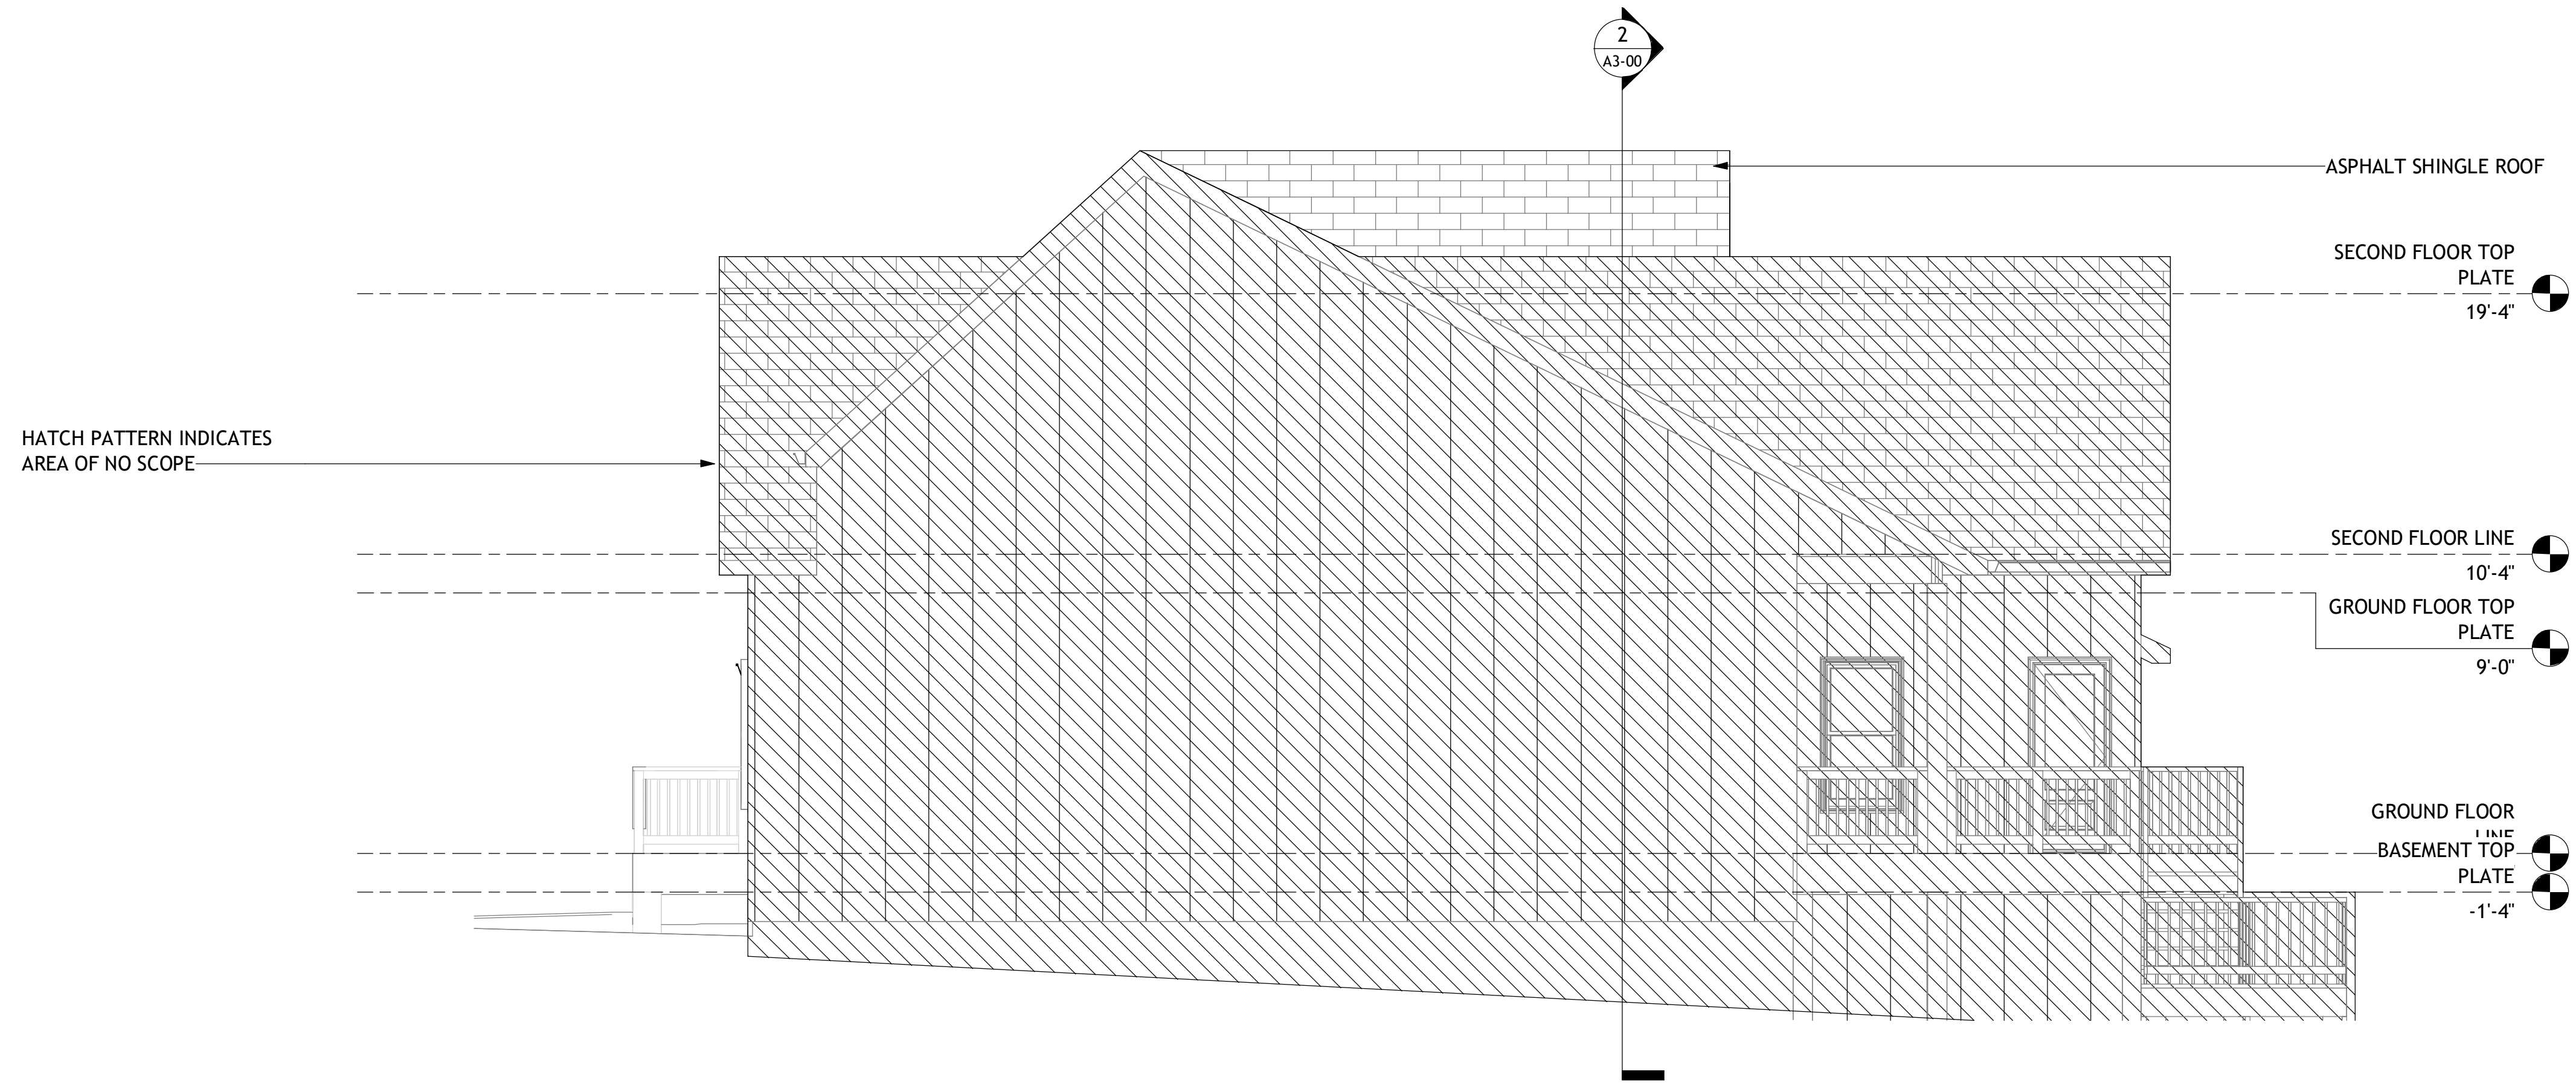 2
A3-00
ASPHALT SHINGLE ROOF
SECOND FLOOR TOP
PLATE
19'-4"
HATCH PATTERN INDICATES
AREA OF NO SCOPE
SECOND FLOOR LINE
10'-4"
GROUND FLOOR TOP
PLATE
9'-0"
GROUND FLOOR
LINE
BASEMENT TOP
PLATE
-1'-4"